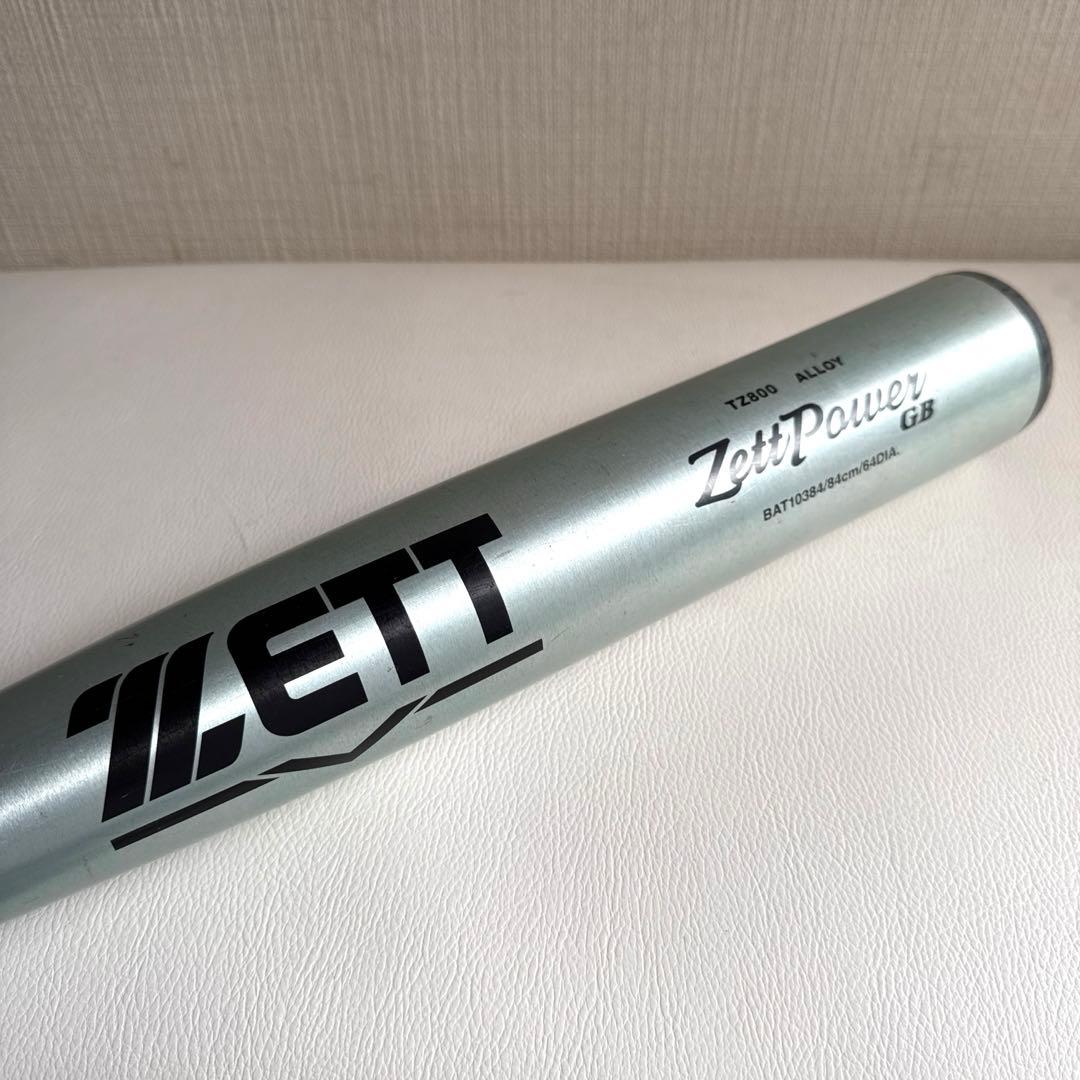 TZ800 ALLOY
ZettPower
GB
BAT10384/84cm/64DIA.
ZETT